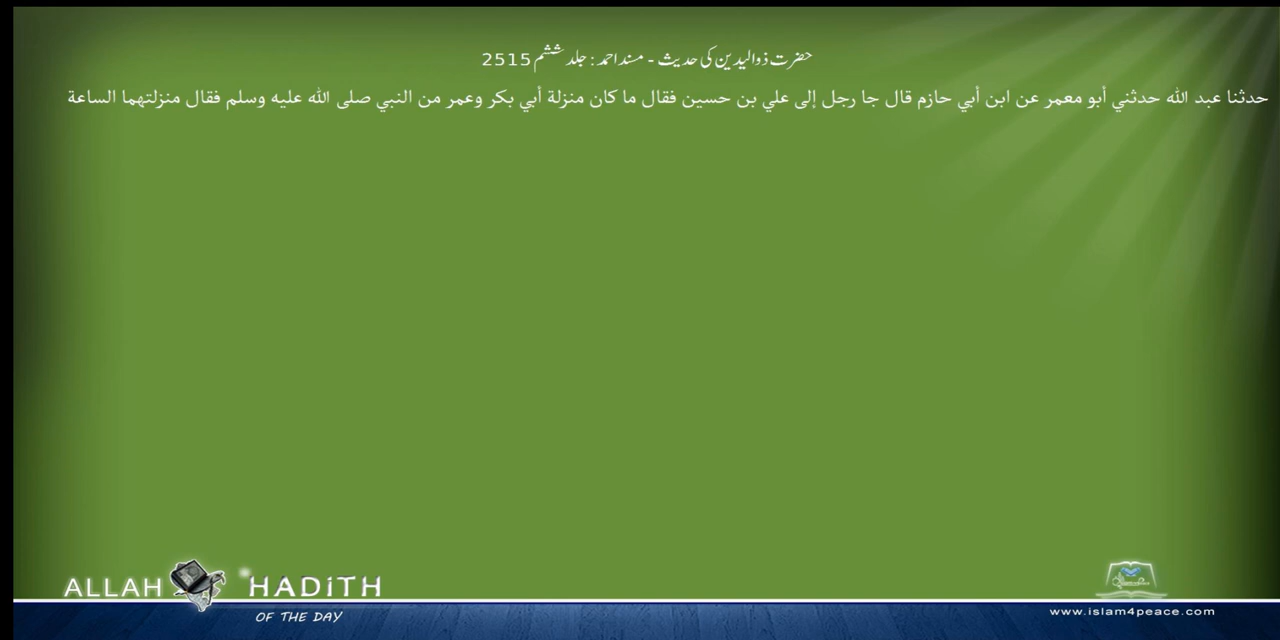 حضرت ذوالیدین کی حدیث - مسند احمد : جلد ششم 2515
حدثنا عبد الله حدثني أبو معمر عن ابن أبي حازم قال جا رجل إلى علي بن حسين فقال ما كان منزلة أبي بكر وعمر من النبي صلى الله عليه وسلم فقال منزلتهما الساعة
ALLAH HADITH
OF THE DAY
www.islam4peace.com